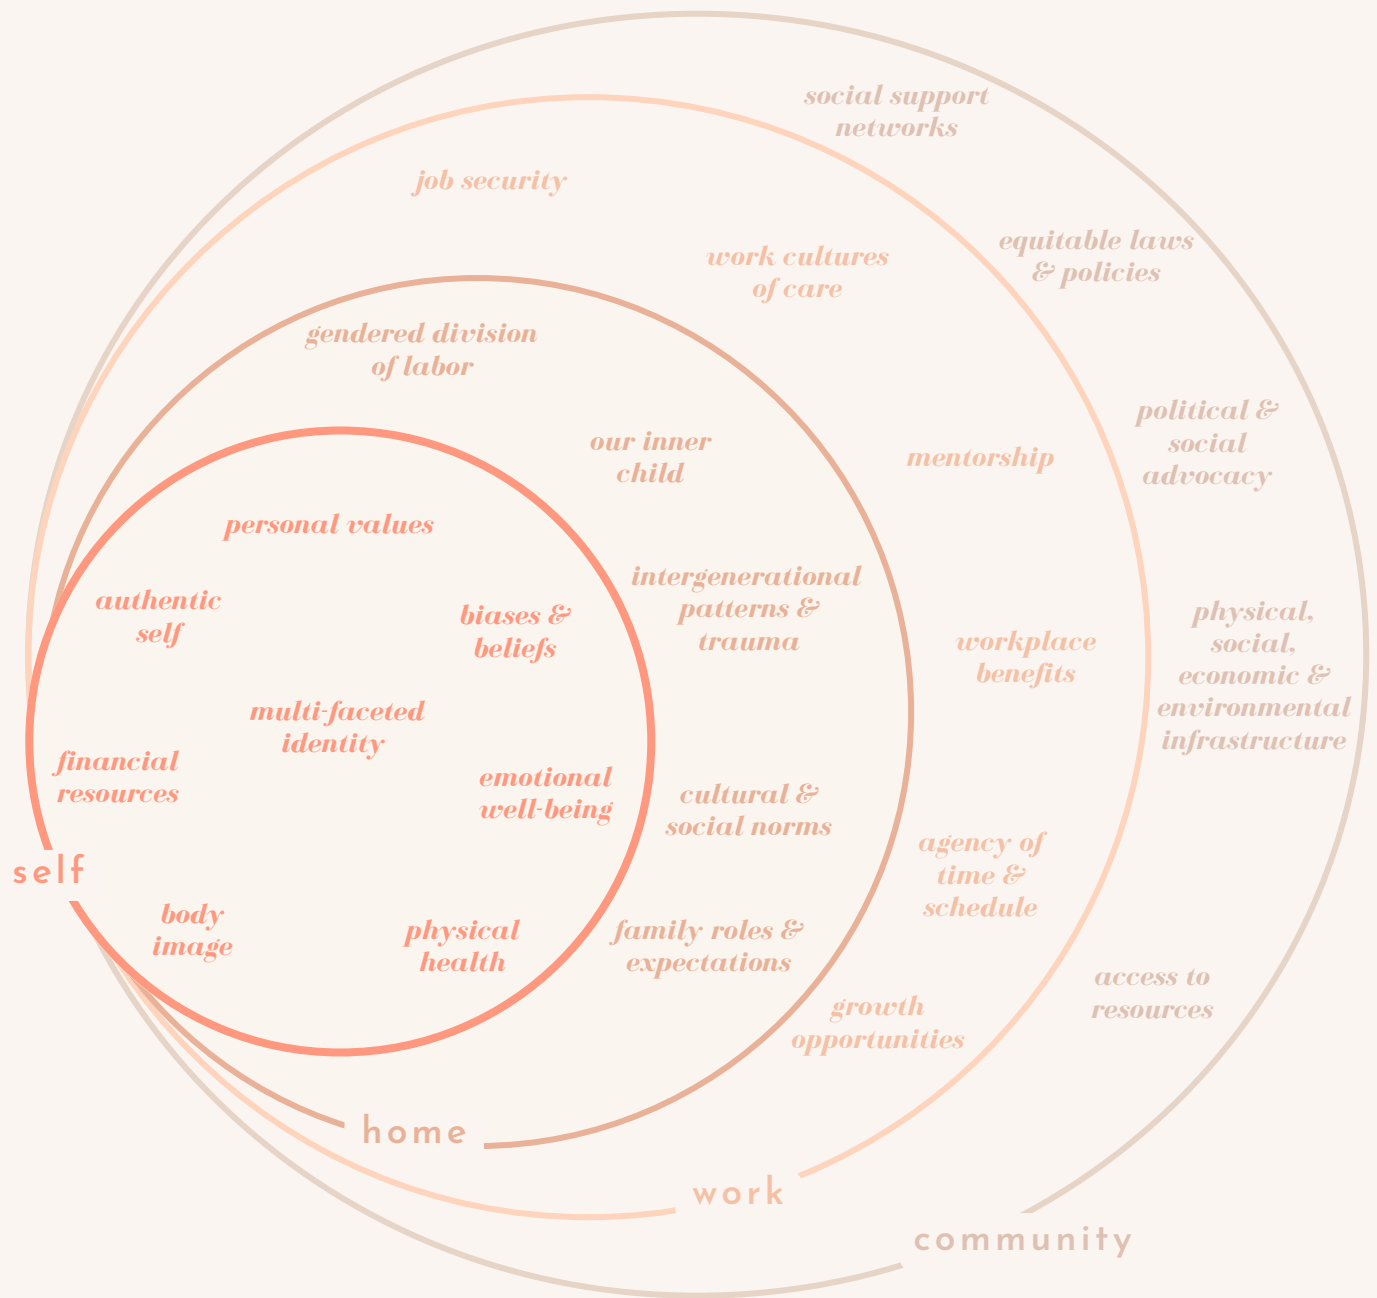 social support
networks
job security
equitable laws
& policies
work cultures
of care
gendered division
of labor
political &
social
advocacy
our inner
child
mentorship
personal values
intergenerational
patterns &
trauma
authentic
self
biases &
beliefs
physical,
social,
economic &
environmental
infrastructure
workplace
benefits
multi-faceted
identity
financial
resources
emotional
well-being
cultural &
social norms
agency of
time &
schedule
self
body
image
physical
health
family roles &
expectations
access to
resources
growth
opportunities
home
work
community